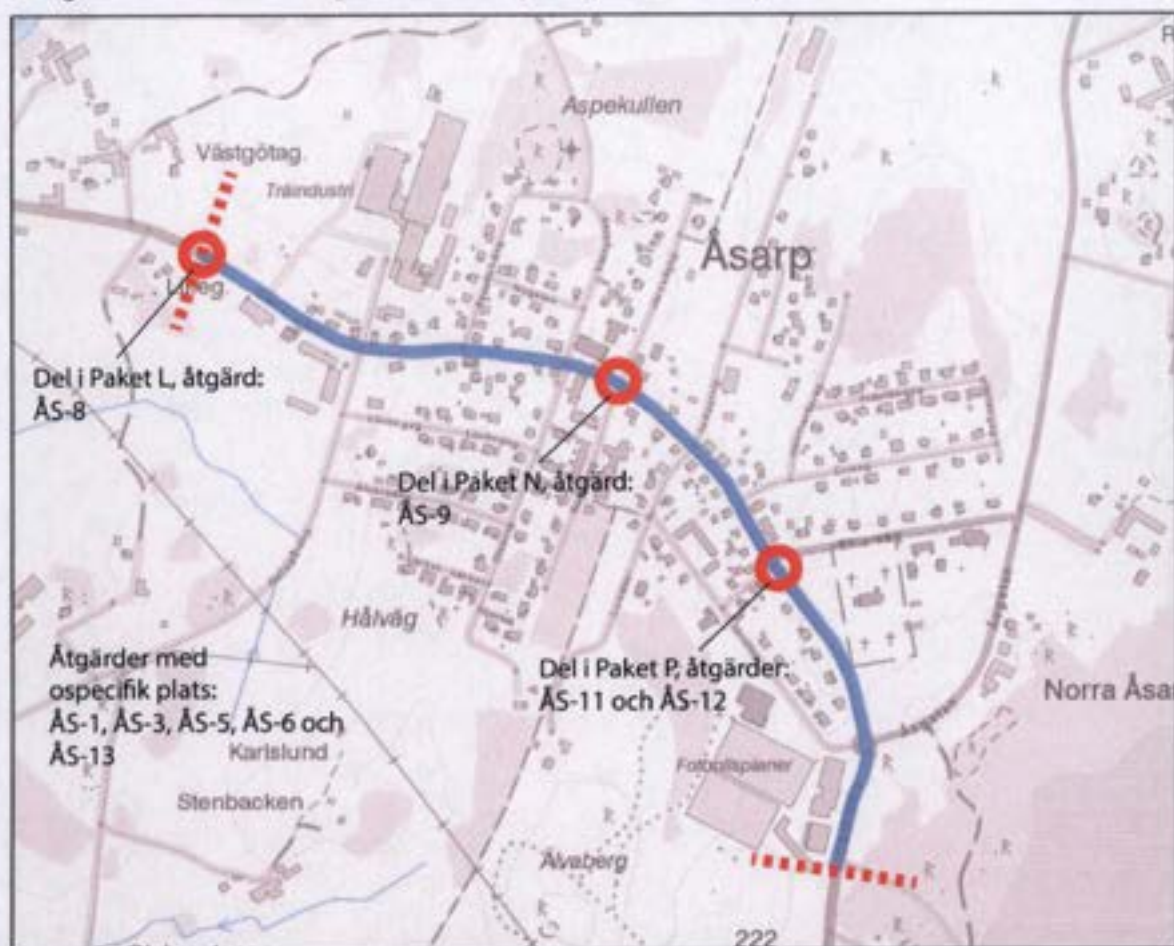 Aspekullen
Västgötag.
Träindustri
Åsarp
Del i Paket L, åtgärd:
ÅS-8
Del i Paket N, åtgärd:
ÅS-9
Hålväg
Åtgärder med
ospecifik plats:
ÅS-1, ÅS-3, ÅS-5, ÅS-6 och
ÅS-13
Del i Paket P, åtgärder:
ÅS-11 och ÅS-12
Norra Åsar
Karlslund
Fotbollsplaner
Stenbacken
Älvaberg
222